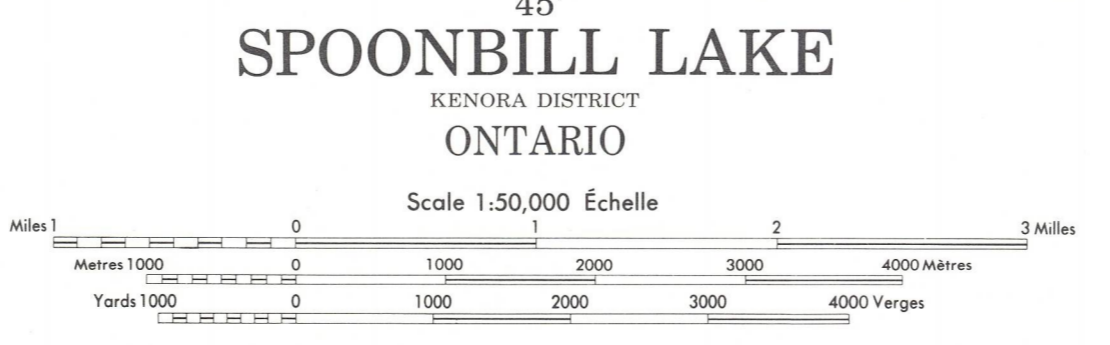 45
SPOONBILL LAKE
KENORA DISTRICT
ONTARIO
Scale 1:50,000 Échelle
Miles 1 0 1 2 3 Milles
Metres 1000 0 1000 2000 3000 4000 Mètres
Yards 1000 0 1000 2000 3000 4000 Verges